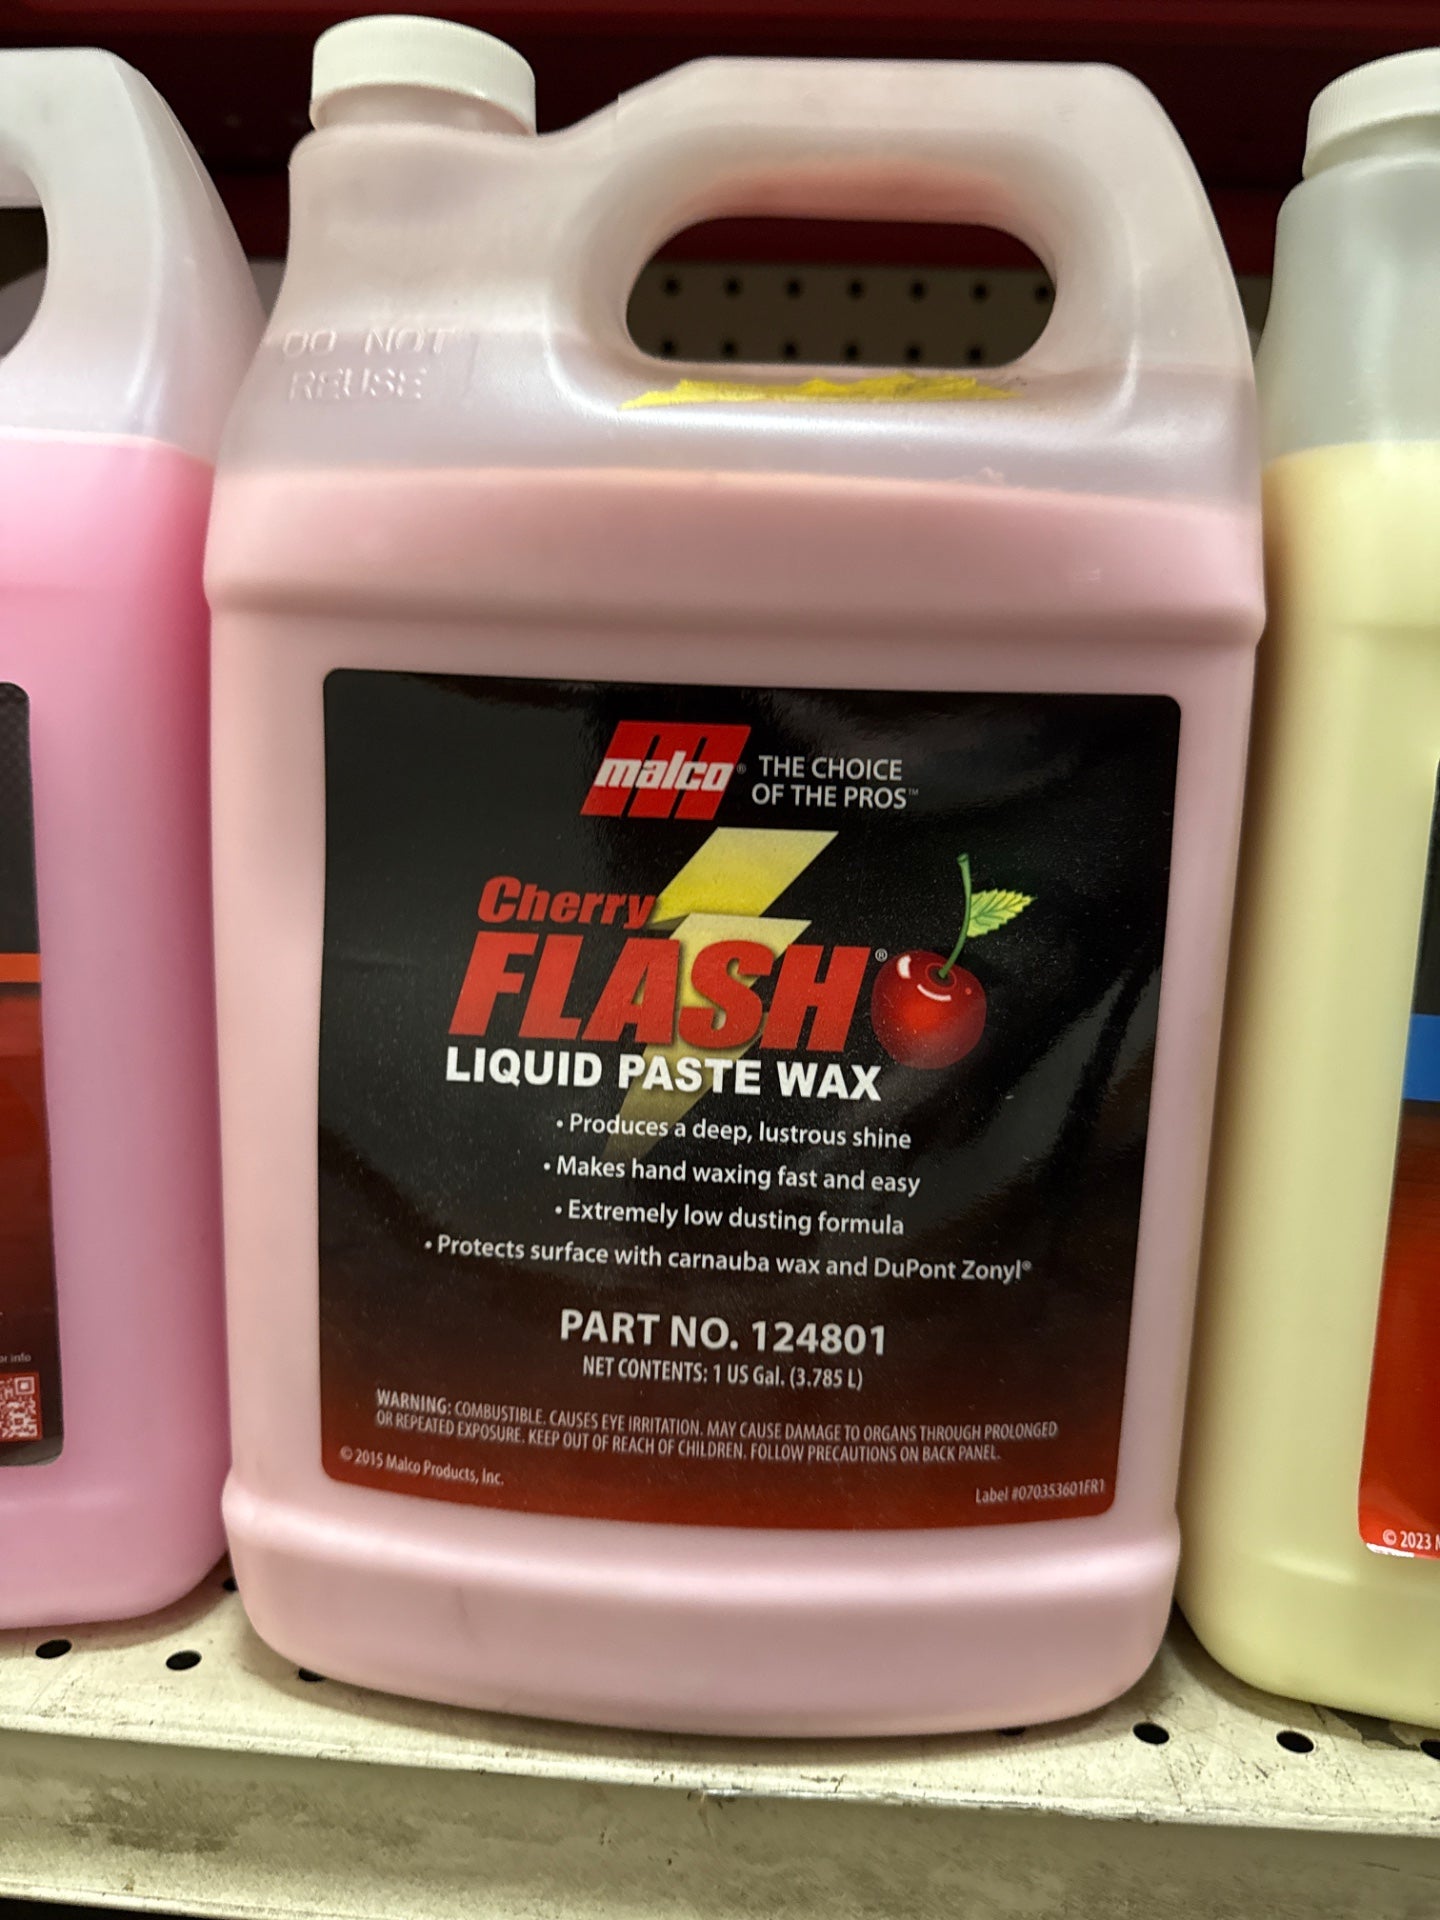 DO NOT
REUSE
malco® THE CHOICE
OF THE PROS™
Cherry
FLASH®
LIQUID PASTE WAX
• Produces a deep, lustrous shine
• Makes hand waxing fast and easy
• Extremely low dusting formula
• Protects surface with carnauba wax and DuPont Zonyl®
PART NO. 124801
NET CONTENTS: 1 US Gal. (3.785 L)
WARNING: COMBUSTIBLE. CAUSES EYE IRRITATION. MAY CAUSE DAMAGE TO ORGANS THROUGH PROLONGED
OR REPEATED EXPOSURE. KEEP OUT OF REACH OF CHILDREN. FOLLOW PRECAUTIONS ON BACK PANEL.
© 2015 Malco Products, Inc.
Label #070353601FR1
info
© 2023